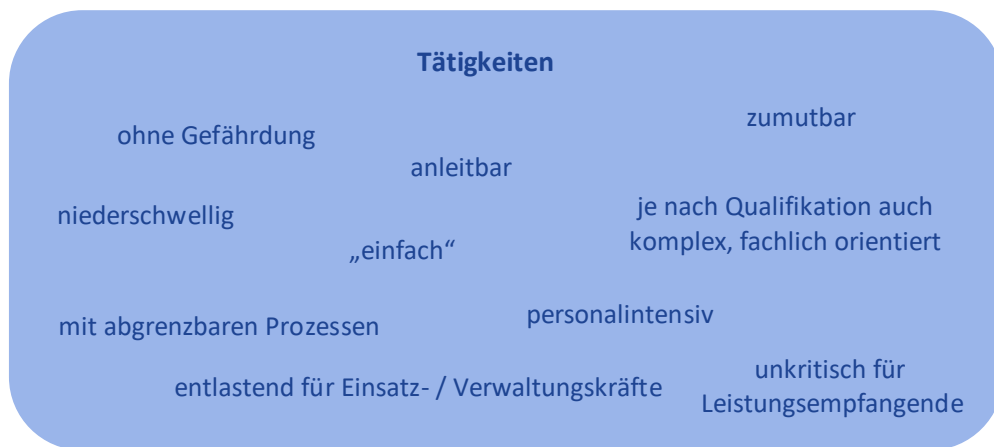 Tätigkeiten
zumutbar
ohne Gefährdung
anleitbar
niederschwellig
je nach Qualifikation auch
komplex, fachlich orientiert
„einfach“
mit abgrenzbaren Prozessen
personalintensiv
entlastend für Einsatz- / Verwaltungskräfte
unkritisch für
Leistungsempfangende